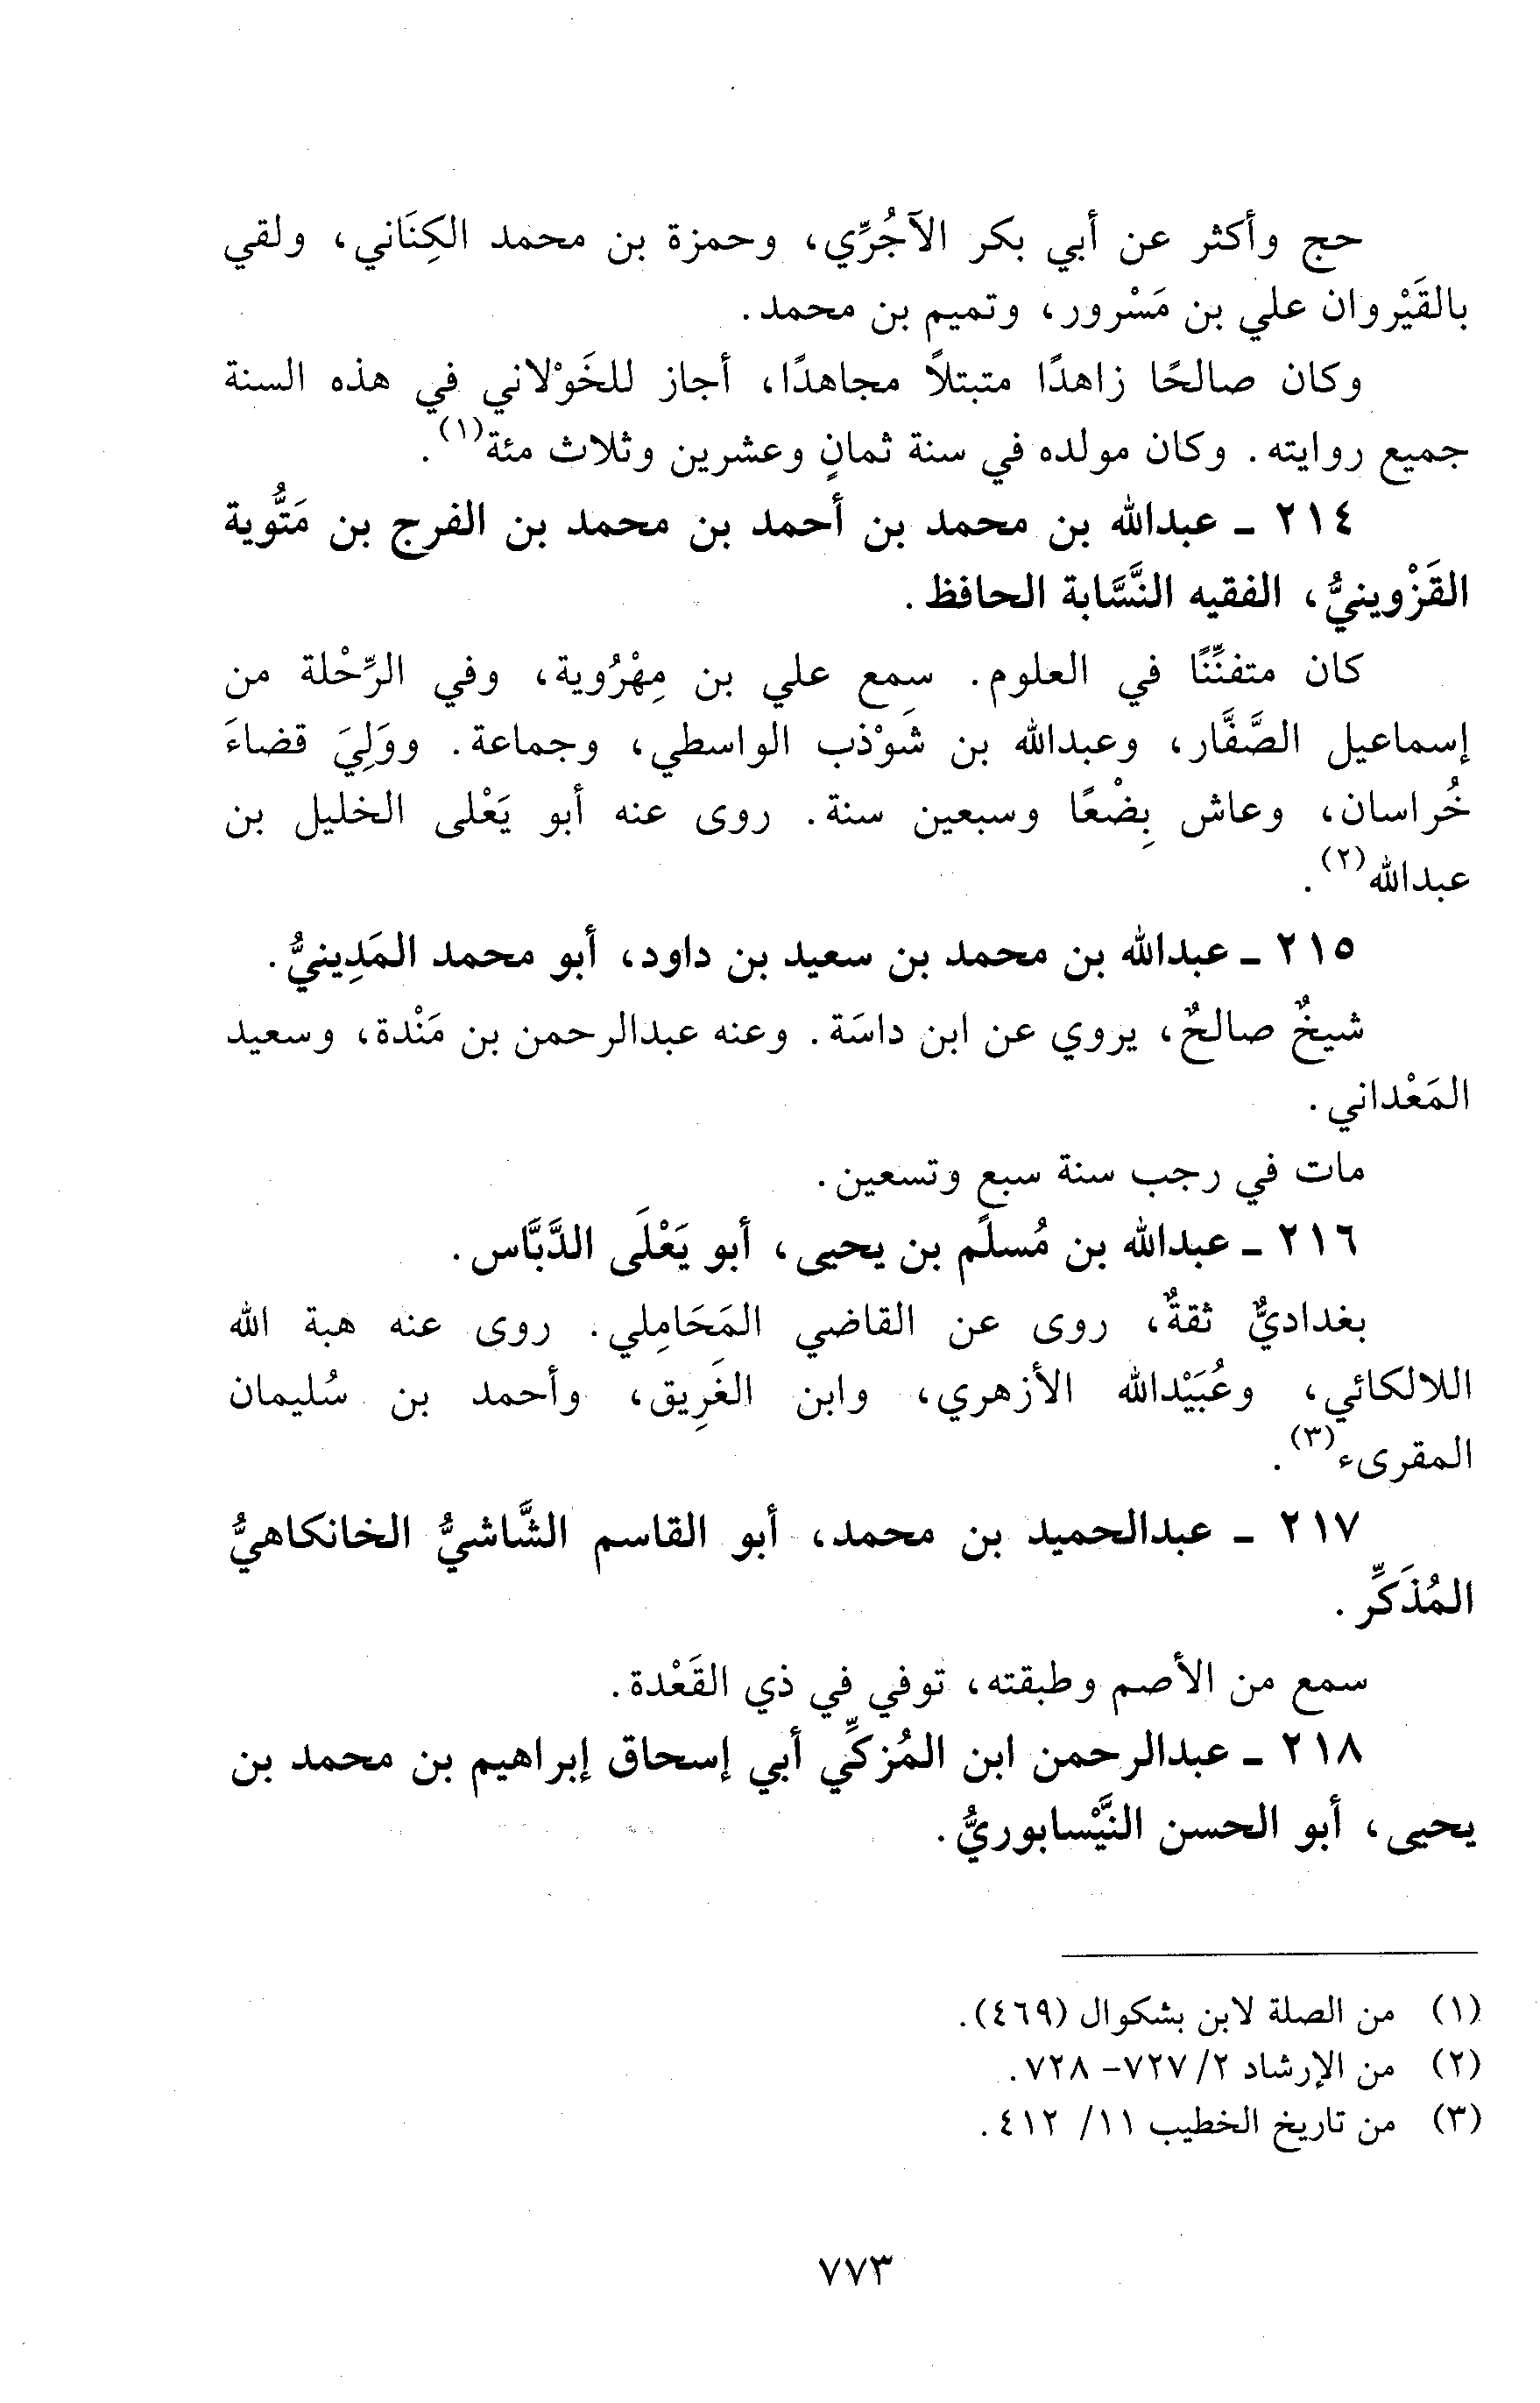 حج وأكثر عن أبي بكر الآجُرِّي، وحمزة بن محمد الكِنَاني، ولقي
بالقَيْروان علي بن مَسْرور، وتميم بن محمد.
وكان صالحًا زاهدًا متبتلاً مجاهدًا، أجاز للخَوْلاني في هذه السنة
جميع روايته. وكان مولده في سنة ثمانٍ وعشرين وثلاث مئة(١).
٢١٤ ـ عبدالله بن محمد بن أحمد بن محمد بن الفرج بن مَتُّوية
القَزْوينيُّ، الفقيه النَّسَّابة الحافظ.
كان متفنِّنًا في العلوم. سمع علي بن مِهْرُوية، وفي الرِّحْلة من
إسماعيل الصَّفَّار، وعبدالله بن شَوْذب الواسطي، وجماعة. ووَلِيَ قضاءَ
خُراسان، وعاش بِضْعًا وسبعين سنة. روى عنه أبو يَعْلى الخليل بن
عبدالله(٢).
٢١٥ ـ عبدالله بن محمد بن سعيد بن داود، أبو محمد المَدِينيُّ.
شيخٌ صالحٌ، يروي عن ابن داسَة. وعنه عبدالرحمن بن مَنْدة، وسعيد
المَعْداني.
مات في رجب سنة سبع وتسعين.
٢١٦ ـ عبدالله بن مُسلَّم بن يحيى، أبو يَعْلَى الدَّبَّاس.
بغداديٌّ ثقةٌ، روى عن القاضي المَحَامِلي. روى عنه هبة الله
اللالكائي، وعُبَيْدالله الأزهري، وابن الغَرِيق، وأحمد بن سُليمان
المقرىء(٣).
٢١٧ ـ عبدالحميد بن محمد، أبو القاسم الشَّاشيُّ الخانكاهيُّ
المُذَكِّر.
سمع من الأصم وطبقته، توفي في ذي القَعْدة.
٢١٨ ـ عبدالرحمن ابن المُزكِّي أبي إسحاق إبراهيم بن محمد بن
يحيى، أبو الحسن النَّيْسابوريُّ.
(١) من الصلة لابن بشكوال (٤٦٩).
(٢) من الإرشاد ٢/ ٧٢٧- ٧٢٨.
(٣) من تاريخ الخطيب ١١/ ٤١٢.
٧٧٣